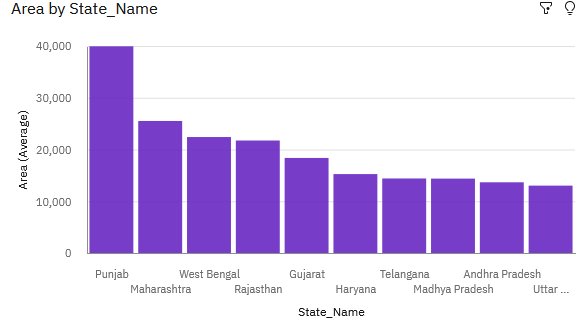 Area by State_Name
40,000
30,000
20,000
10,000
0
Area (Average)
Punjab West Bengal Gujarat Telangana Andhra Pradesh
Maharashtra Rajasthan Haryana Madhya Pradesh Uttar ...
State_Name